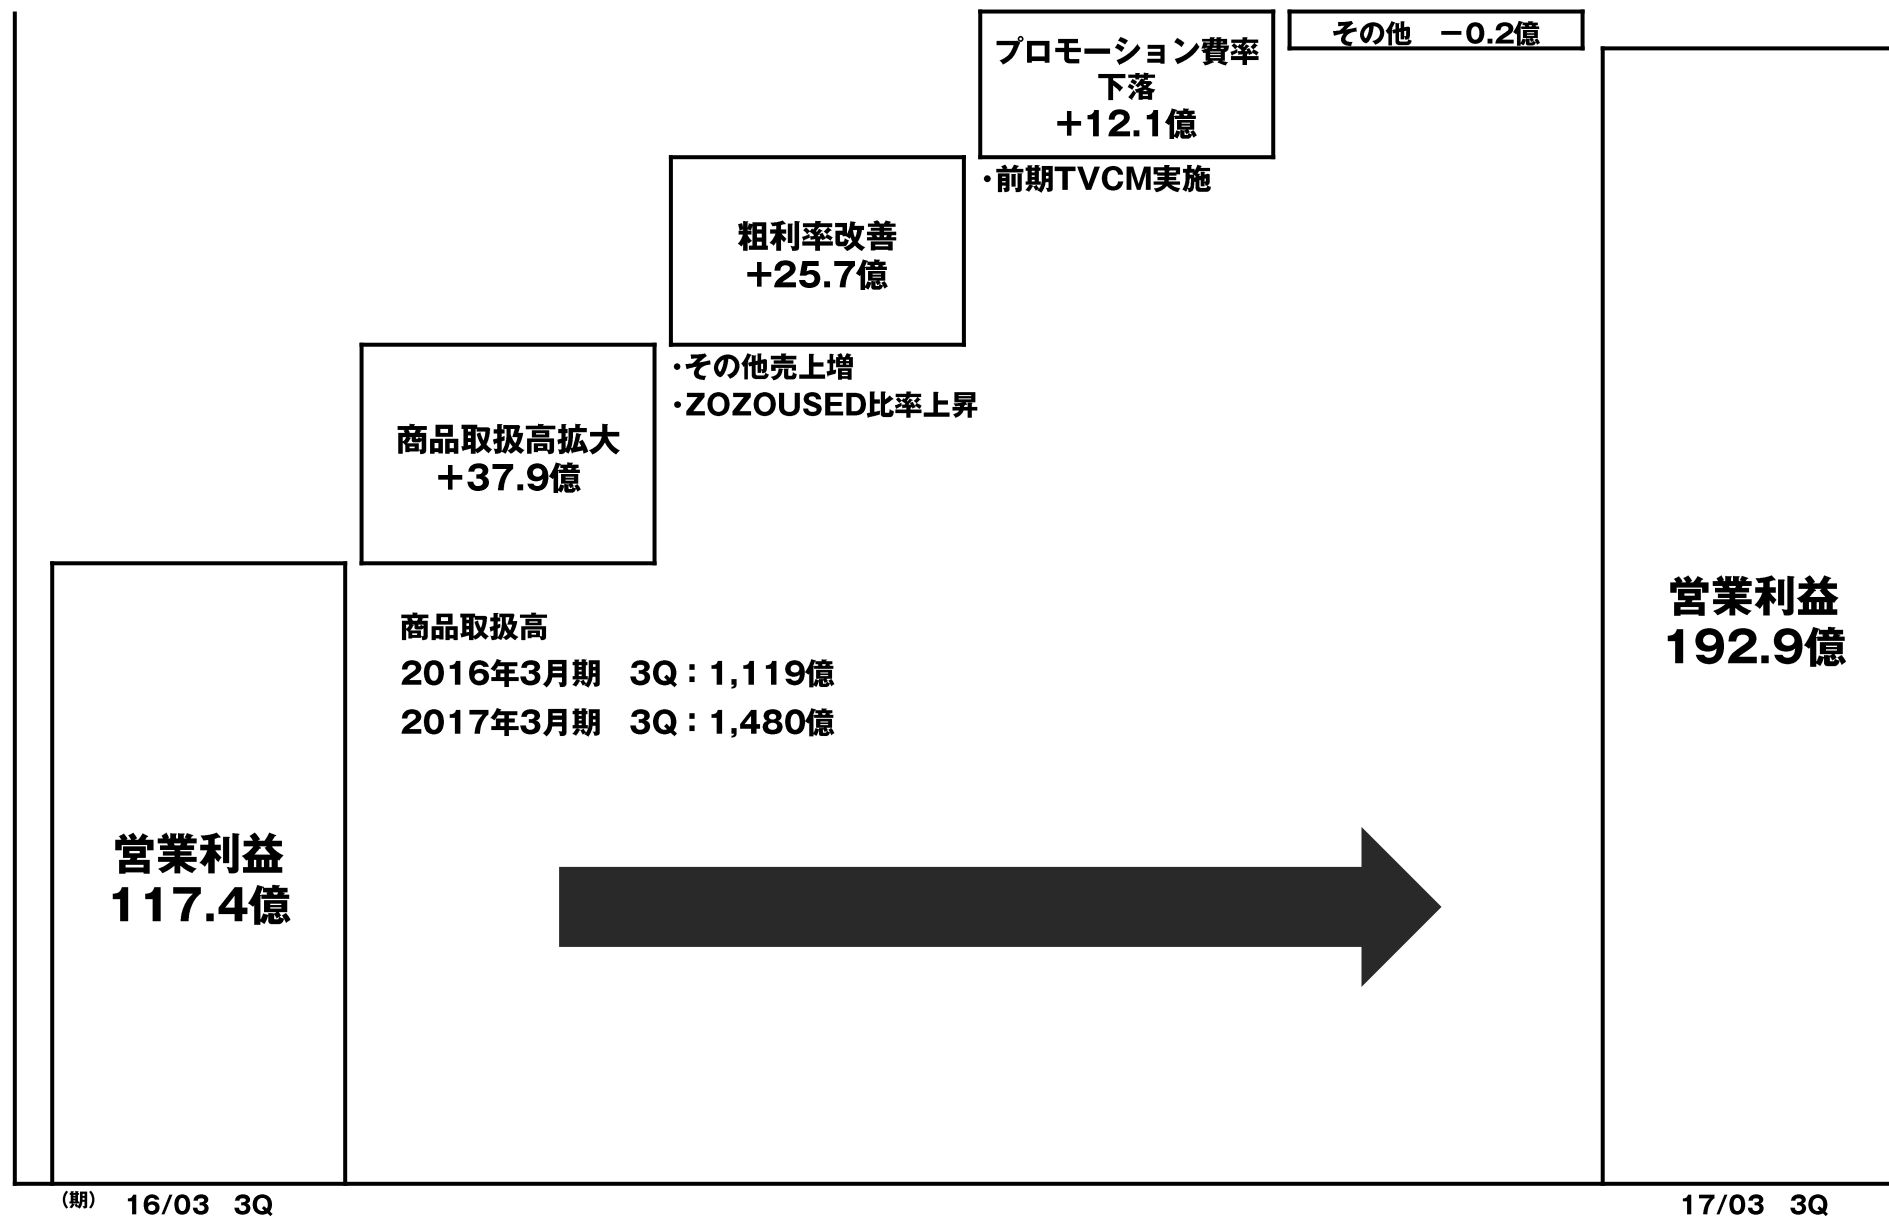 その他　－0.2億
プロモーション費率
下落
＋12.1億
・前期TVCM実施
粗利率改善
＋25.7億
・その他売上増
・ZOZOUSED比率上昇
商品取扱高拡大
＋37.9億
商品取扱高
2016年3月期　3Q：1,119億
2017年3月期　3Q：1,480億
営業利益
117.4億
営業利益
192.9億
（期）　16/03　3Q
17/03　3Q